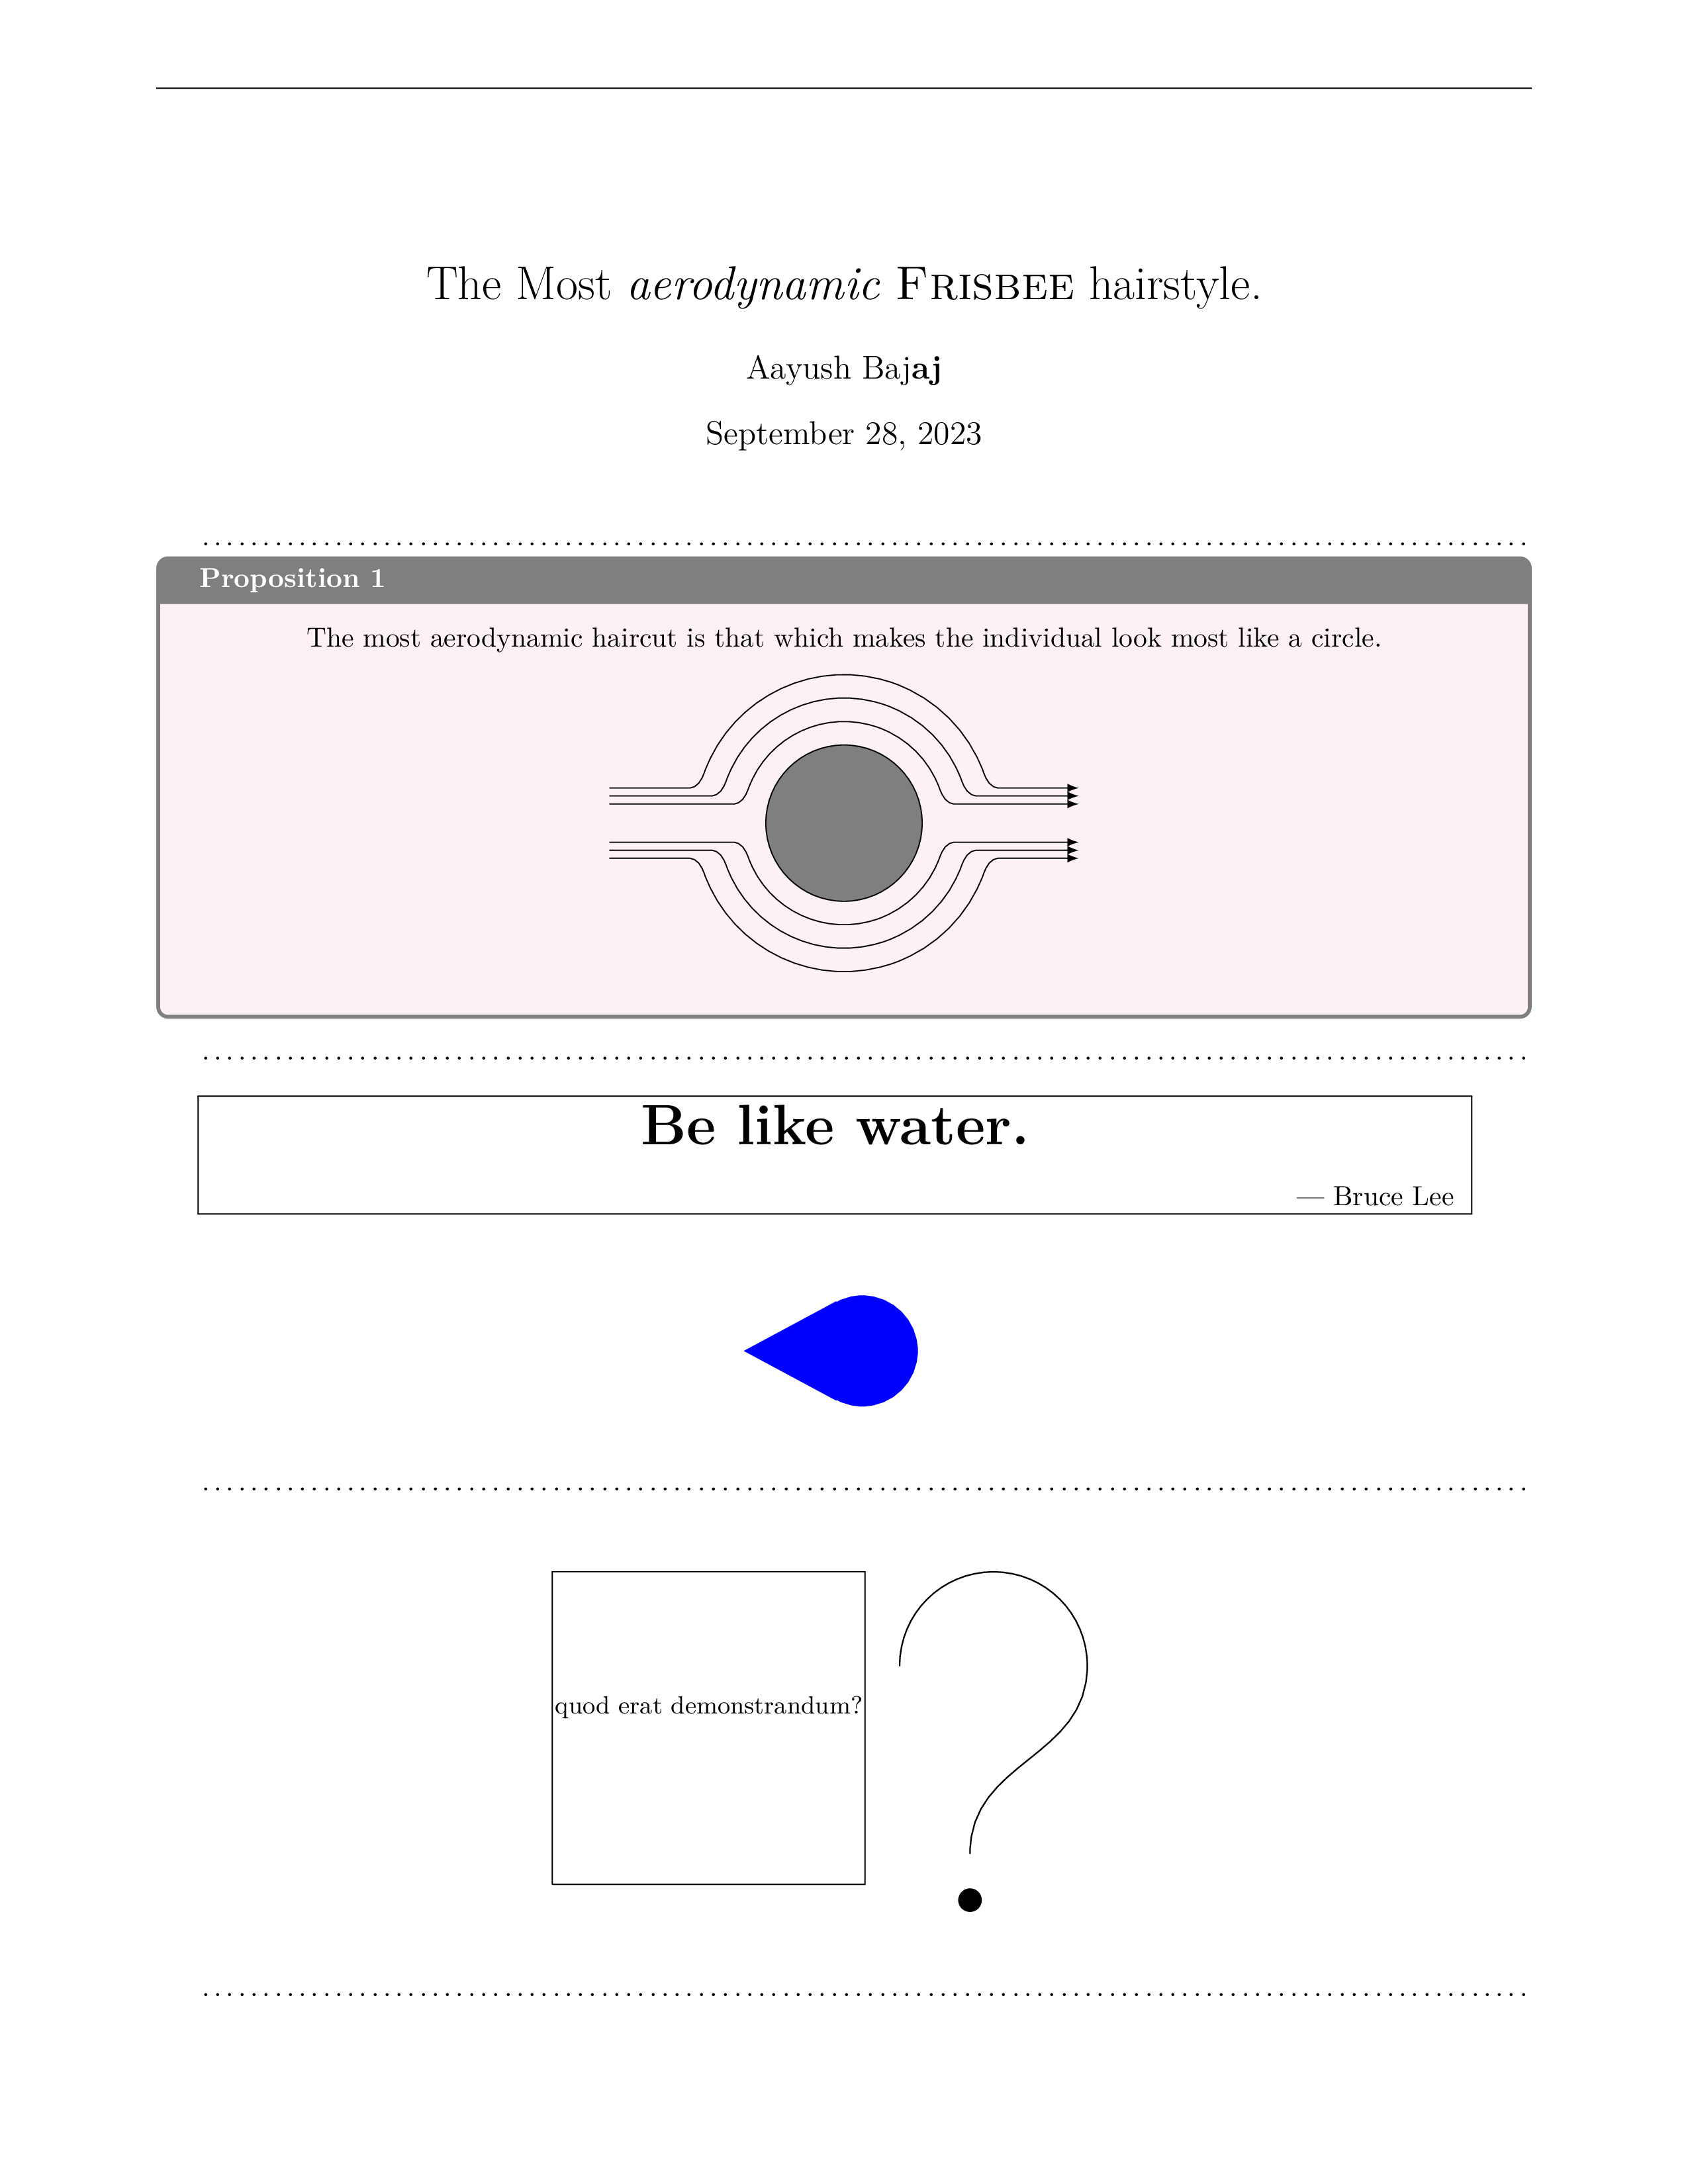 The Most aerodynamic Frisbee hairstyle.
Aayush Bajaj
September 28, 2023
Proposition 1
The most aerodynamic haircut is that which makes the individual look most like a circle.
Be like water.
— Bruce Lee
quod erat demonstrandum?